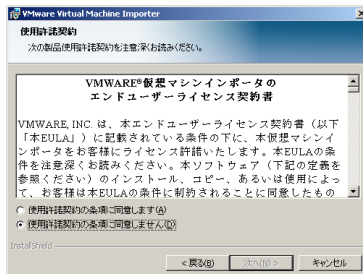 VMware Virtual Machine Importer
使用許諾契約
次の製品使用許諾契約を注意深くお読みください。
VMWARE®仮想マシンインポータの
エンドユーザーライセンス契約書
VMWARE, INC. は、本エンドユーザーライセンス契約書（以下
「本EULA」）に記載されている条件の下に、本仮想マシンイ
ンポータをお客様にライセンス許諾いたします。本EULAの条
件を注意深くお読みください。本ソフトウェア（下記の定義を
参照ください）のインストール、コピー、あるいは使用によっ
て、お客様は本EULAの条件に制約されることに同意したもの
使用許諾契約の条項に同意します(A)
使用許諾契約の条項に同意しません(D)
InstallShield
< 戻る(B)
次へ(N) >
キャンセル